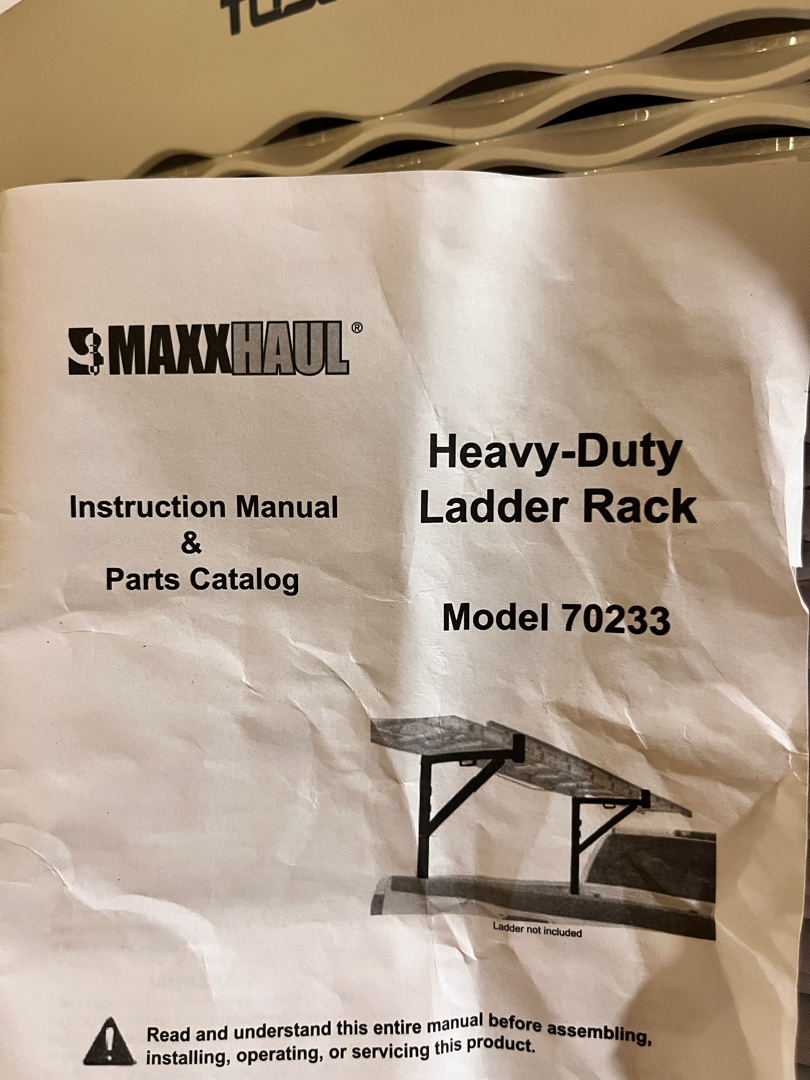 MAXXHAUL®
Heavy-Duty
Ladder Rack
Instruction Manual
&
Parts Catalog
Model 70233
Ladder not included
Read and understand this entire manual before assembling,
installing, operating, or servicing this product.